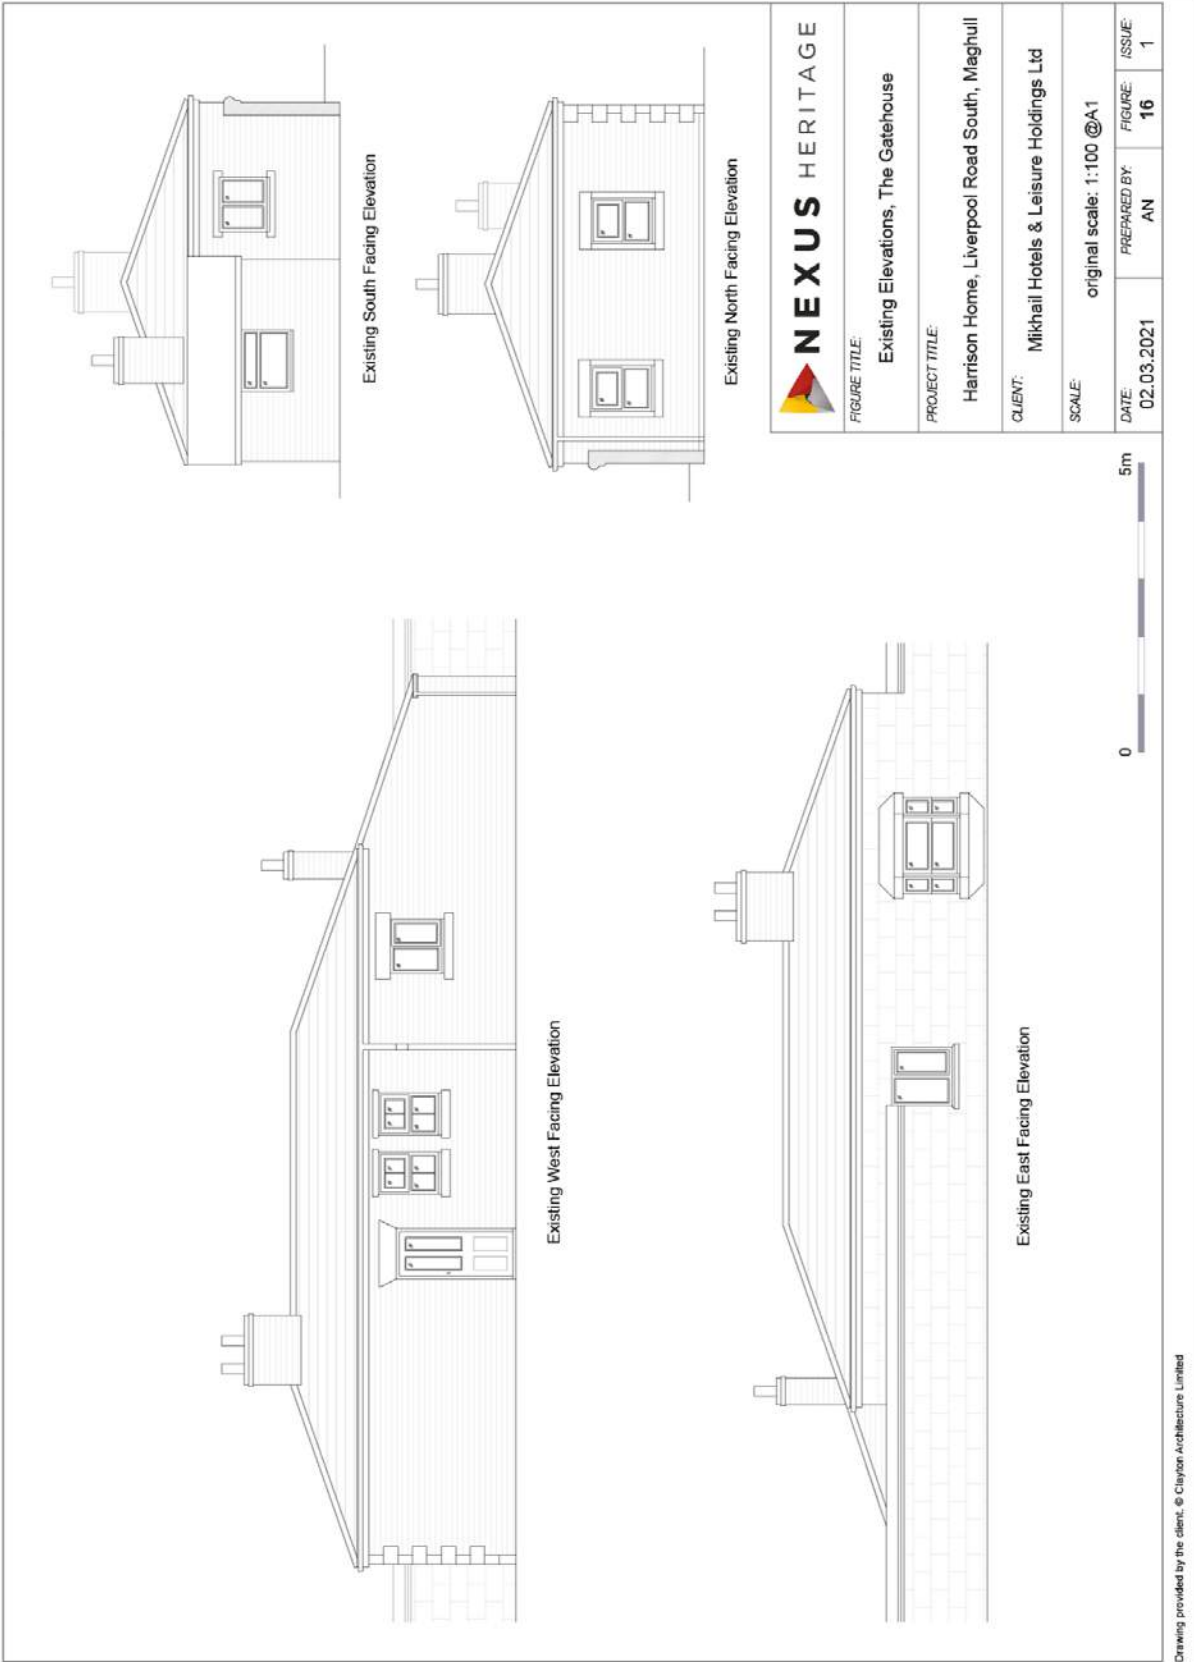 Existing South Facing Elevation
Existing North Facing Elevation
Existing West Facing Elevation
Existing East Facing Elevation
0 5m
NEXUS HERITAGE
FIGURE TITLE:
Existing Elevations, The Gatehouse
PROJECT TITLE:
Harrison Home, Liverpool Road South, Maghull
CLIENT:
Mikhail Hotels & Leisure Holdings Ltd
SCALE:
original scale: 1:100 @A1
DATE: PREPARED BY: FIGURE: ISSUE:
02.03.2021 AN 16 1
Drawing provided by the client, © Clayton Architecture Limited